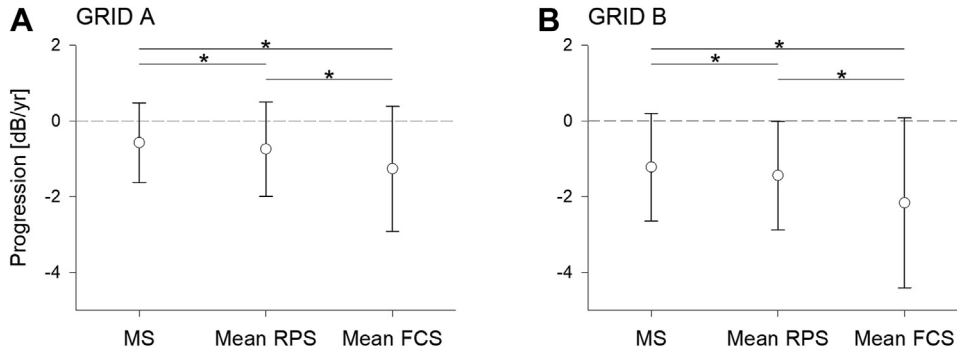 A GRID A
Progression [dB/yr]
2
0
-2
-4
*
*
*
MS Mean RPS Mean FCS
B GRID B
2
0
-2
-4
*
*
*
MS Mean RPS Mean FCS